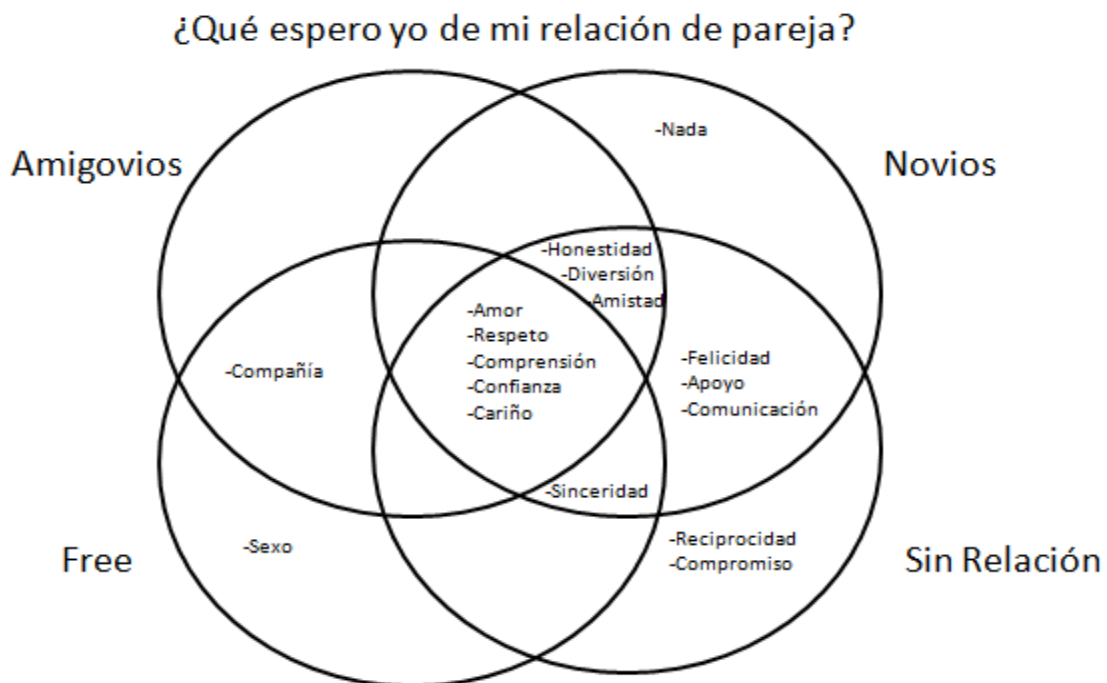 ¿Qué espero yo de mi relación de pareja?
-Nada
Amigovios
Novios
-Honestidad
-Diversión
-Amistad
-Amor
-Respeto
-Comprensión
-Confianza
-Cariño
-Compañía
-Felicidad
-Apoyo
-Comunicación
-Sinceridad
-Reciprocidad
-Compromiso
-Sexo
Free
Sin Relación